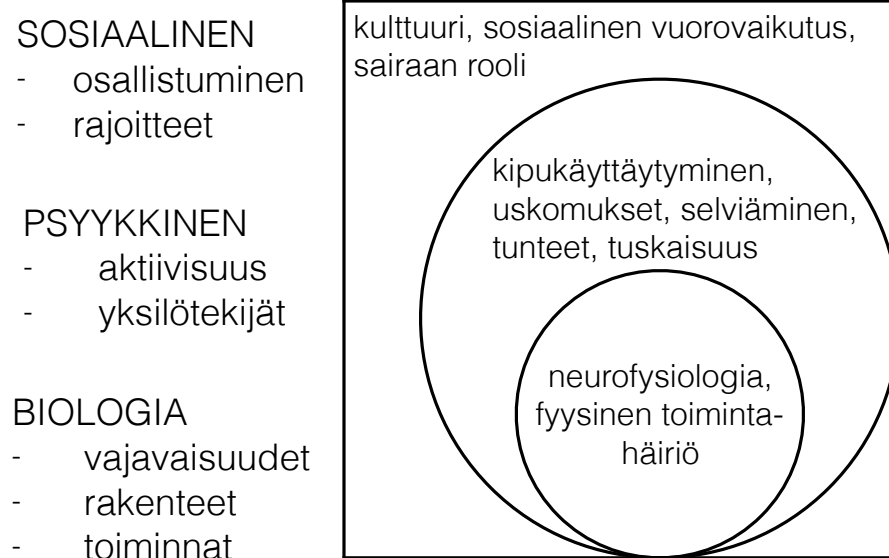 SOSIAALINEN
- osallistuminen
- rajoitteet
PSYYKKINEN
- aktiivisuus
- yksilötekijät
BIOLOGIA
- vajavaisuudet
- rakenteet
- toiminnat
kulttuuri, sosiaalinen vuorovaikutus,
sairaan rooli
kipukäyttäytyminen,
uskomukset, selviäminen,
tunteet, tuskaisuus
neurofysiologia,
fyysinen toiminta-
häiriö